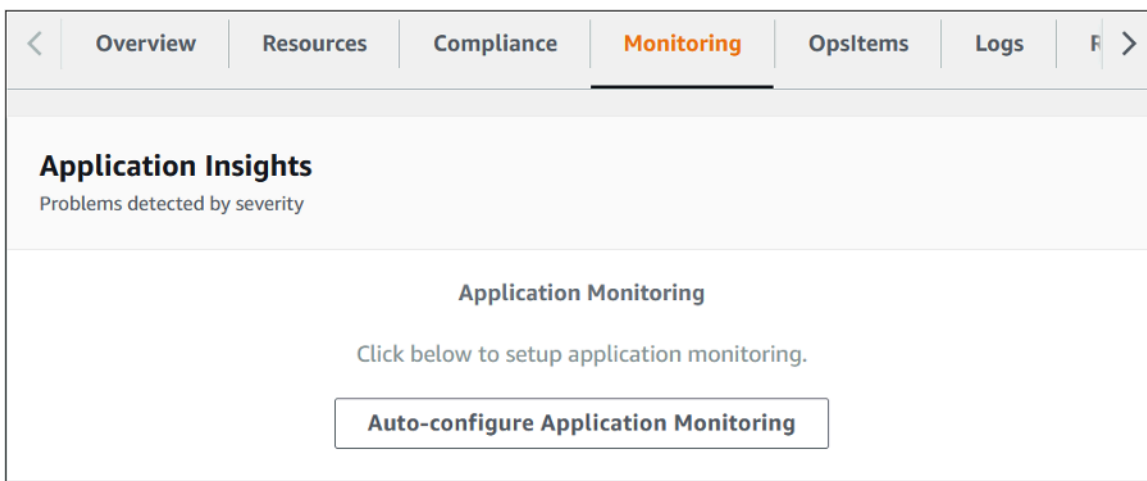 Overview Resources Compliance Monitoring OpsItems Logs
Application Insights
Problems detected by severity
Application Monitoring
Click below to setup application monitoring.
Auto-configure Application Monitoring